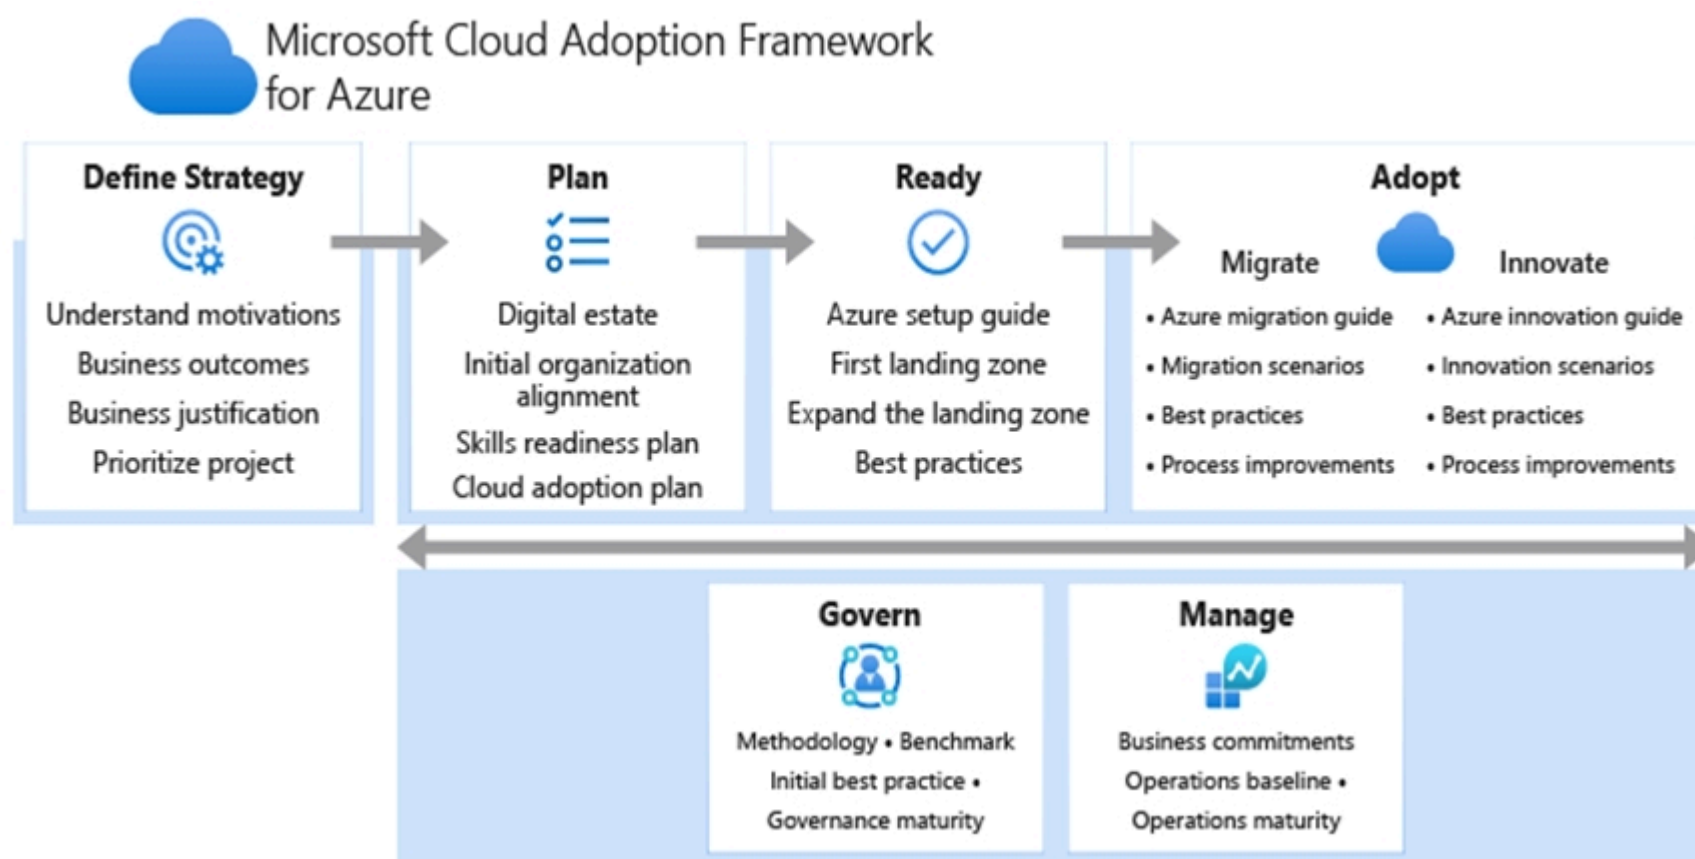 Microsoft Cloud Adoption Framework
for Azure
Define Strategy
Understand motivations
Business outcomes
Business justification
Prioritize project
Plan
Digital estate
Initial organization
alignment
Skills readiness plan
Cloud adoption plan
Ready
Azure setup guide
First landing zone
Expand the landing zone
Best practices
Adopt
Migrate
• Azure migration guide
• Migration scenarios
• Best practices
• Process improvements
Innovate
• Azure innovation guide
• Innovation scenarios
• Best practices
• Process improvements
Govern
Methodology • Benchmark
Initial best practice •
Governance maturity
Manage
Business commitments
Operations baseline •
Operations maturity